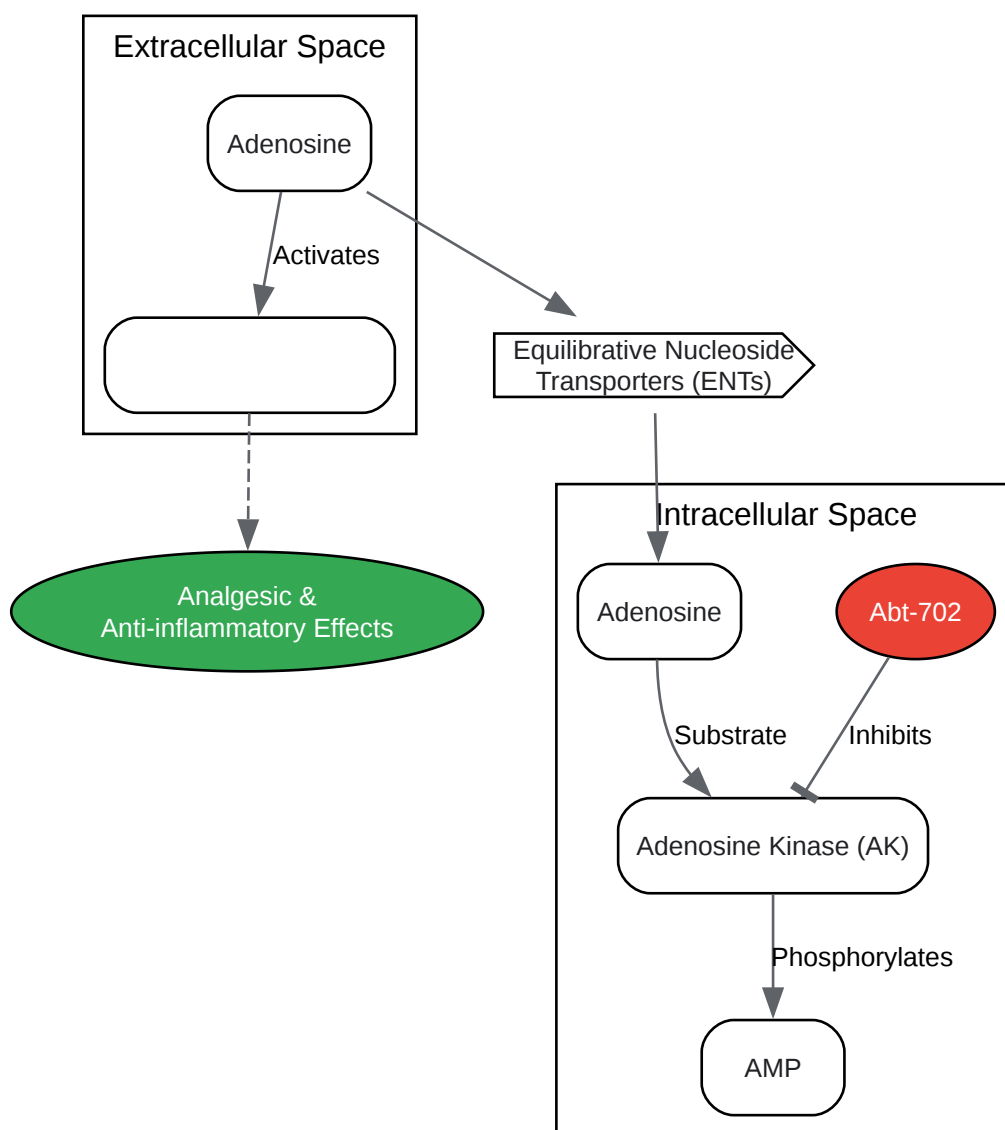 Extracellular Space
Adenosine
Activates
Equilibrative Nucleoside
Transporters (ENTs)
Analgesic &
Anti-inflammatory Effects
Intracellular Space
Adenosine
Abt-702
Substrate
Inhibits
Adenosine Kinase (AK)
Phosphorylates
AMP